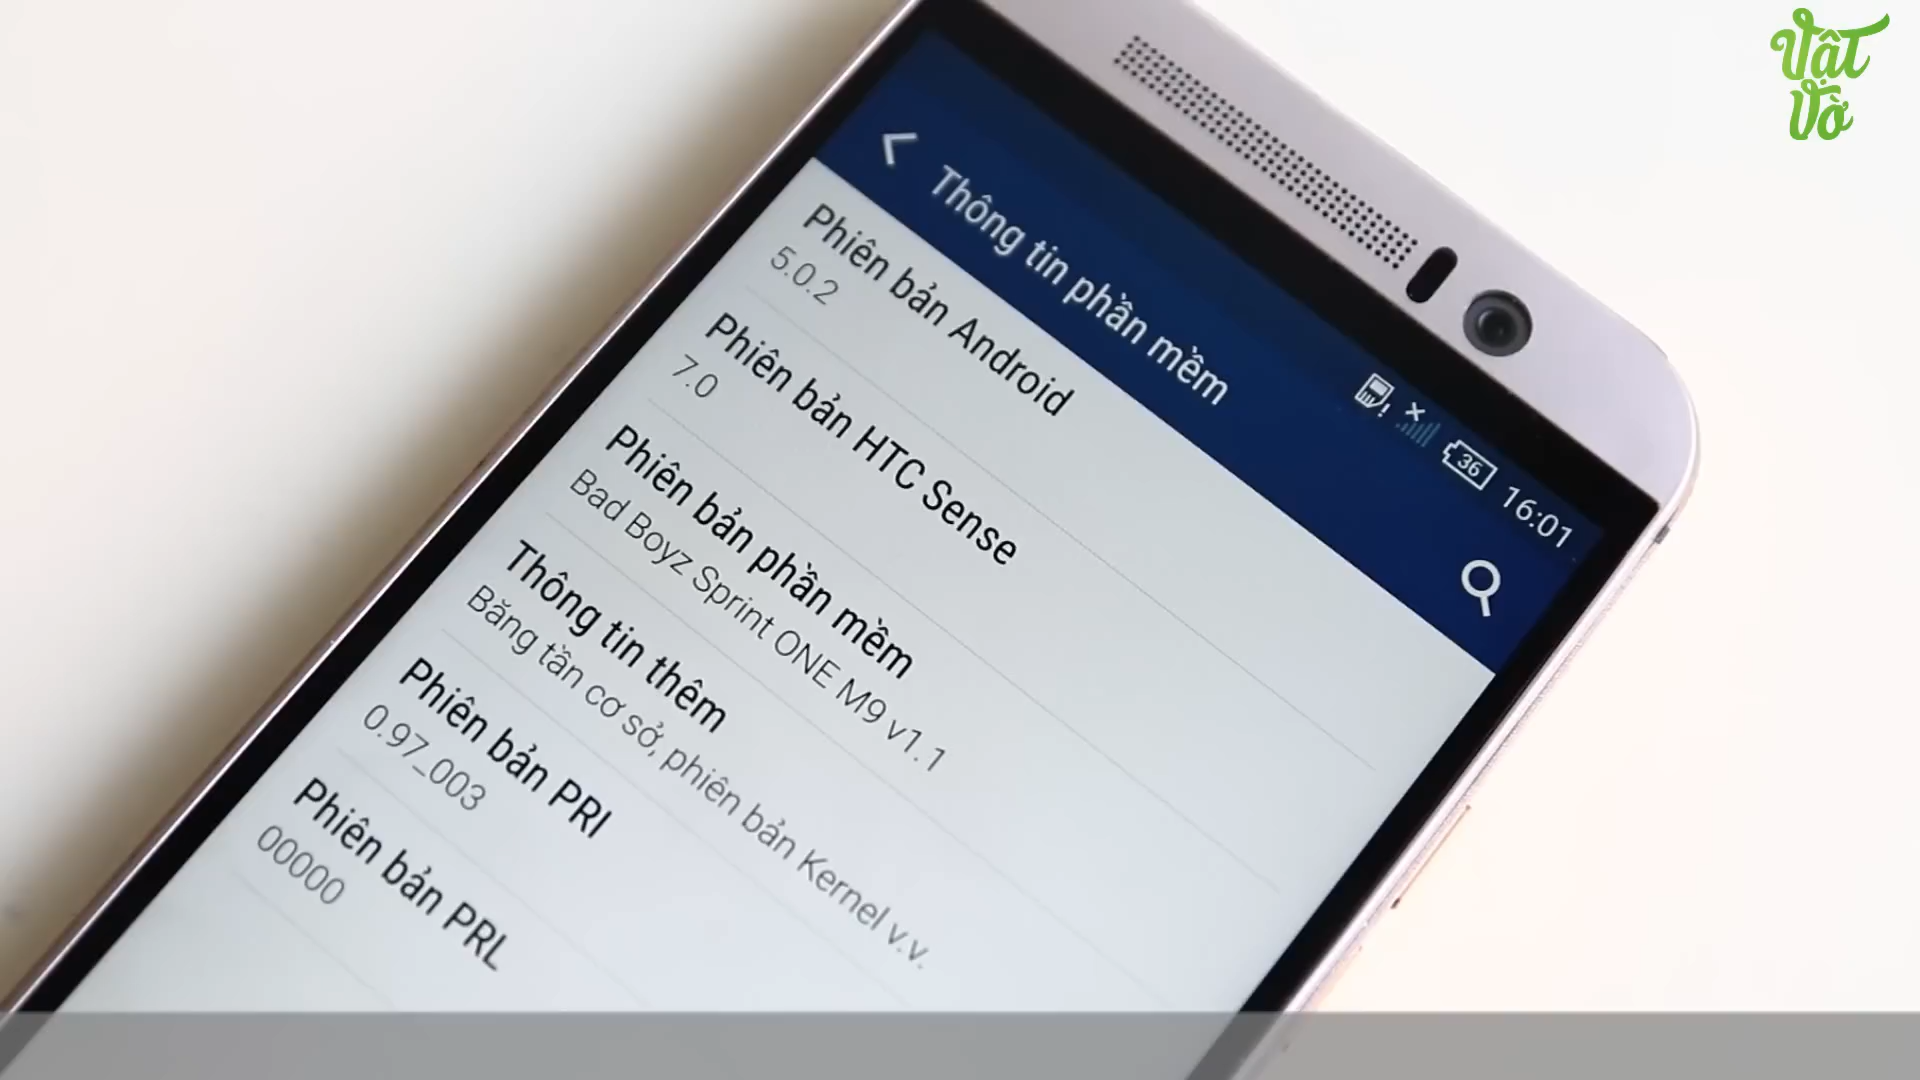 Vật
Vờ
36 16:01
Thông tin phần mềm
Phiên bản Android
5.0.2
Phiên bản HTC Sense
7.0
Phiên bản phần mềm
Bad Boyz Sprint ONE M9 v1.1
Thông tin thêm
Băng tần cơ sở, phiên bản Kernel v.v.
Phiên bản PRI
0.97_003
Phiên bản PRL
00000